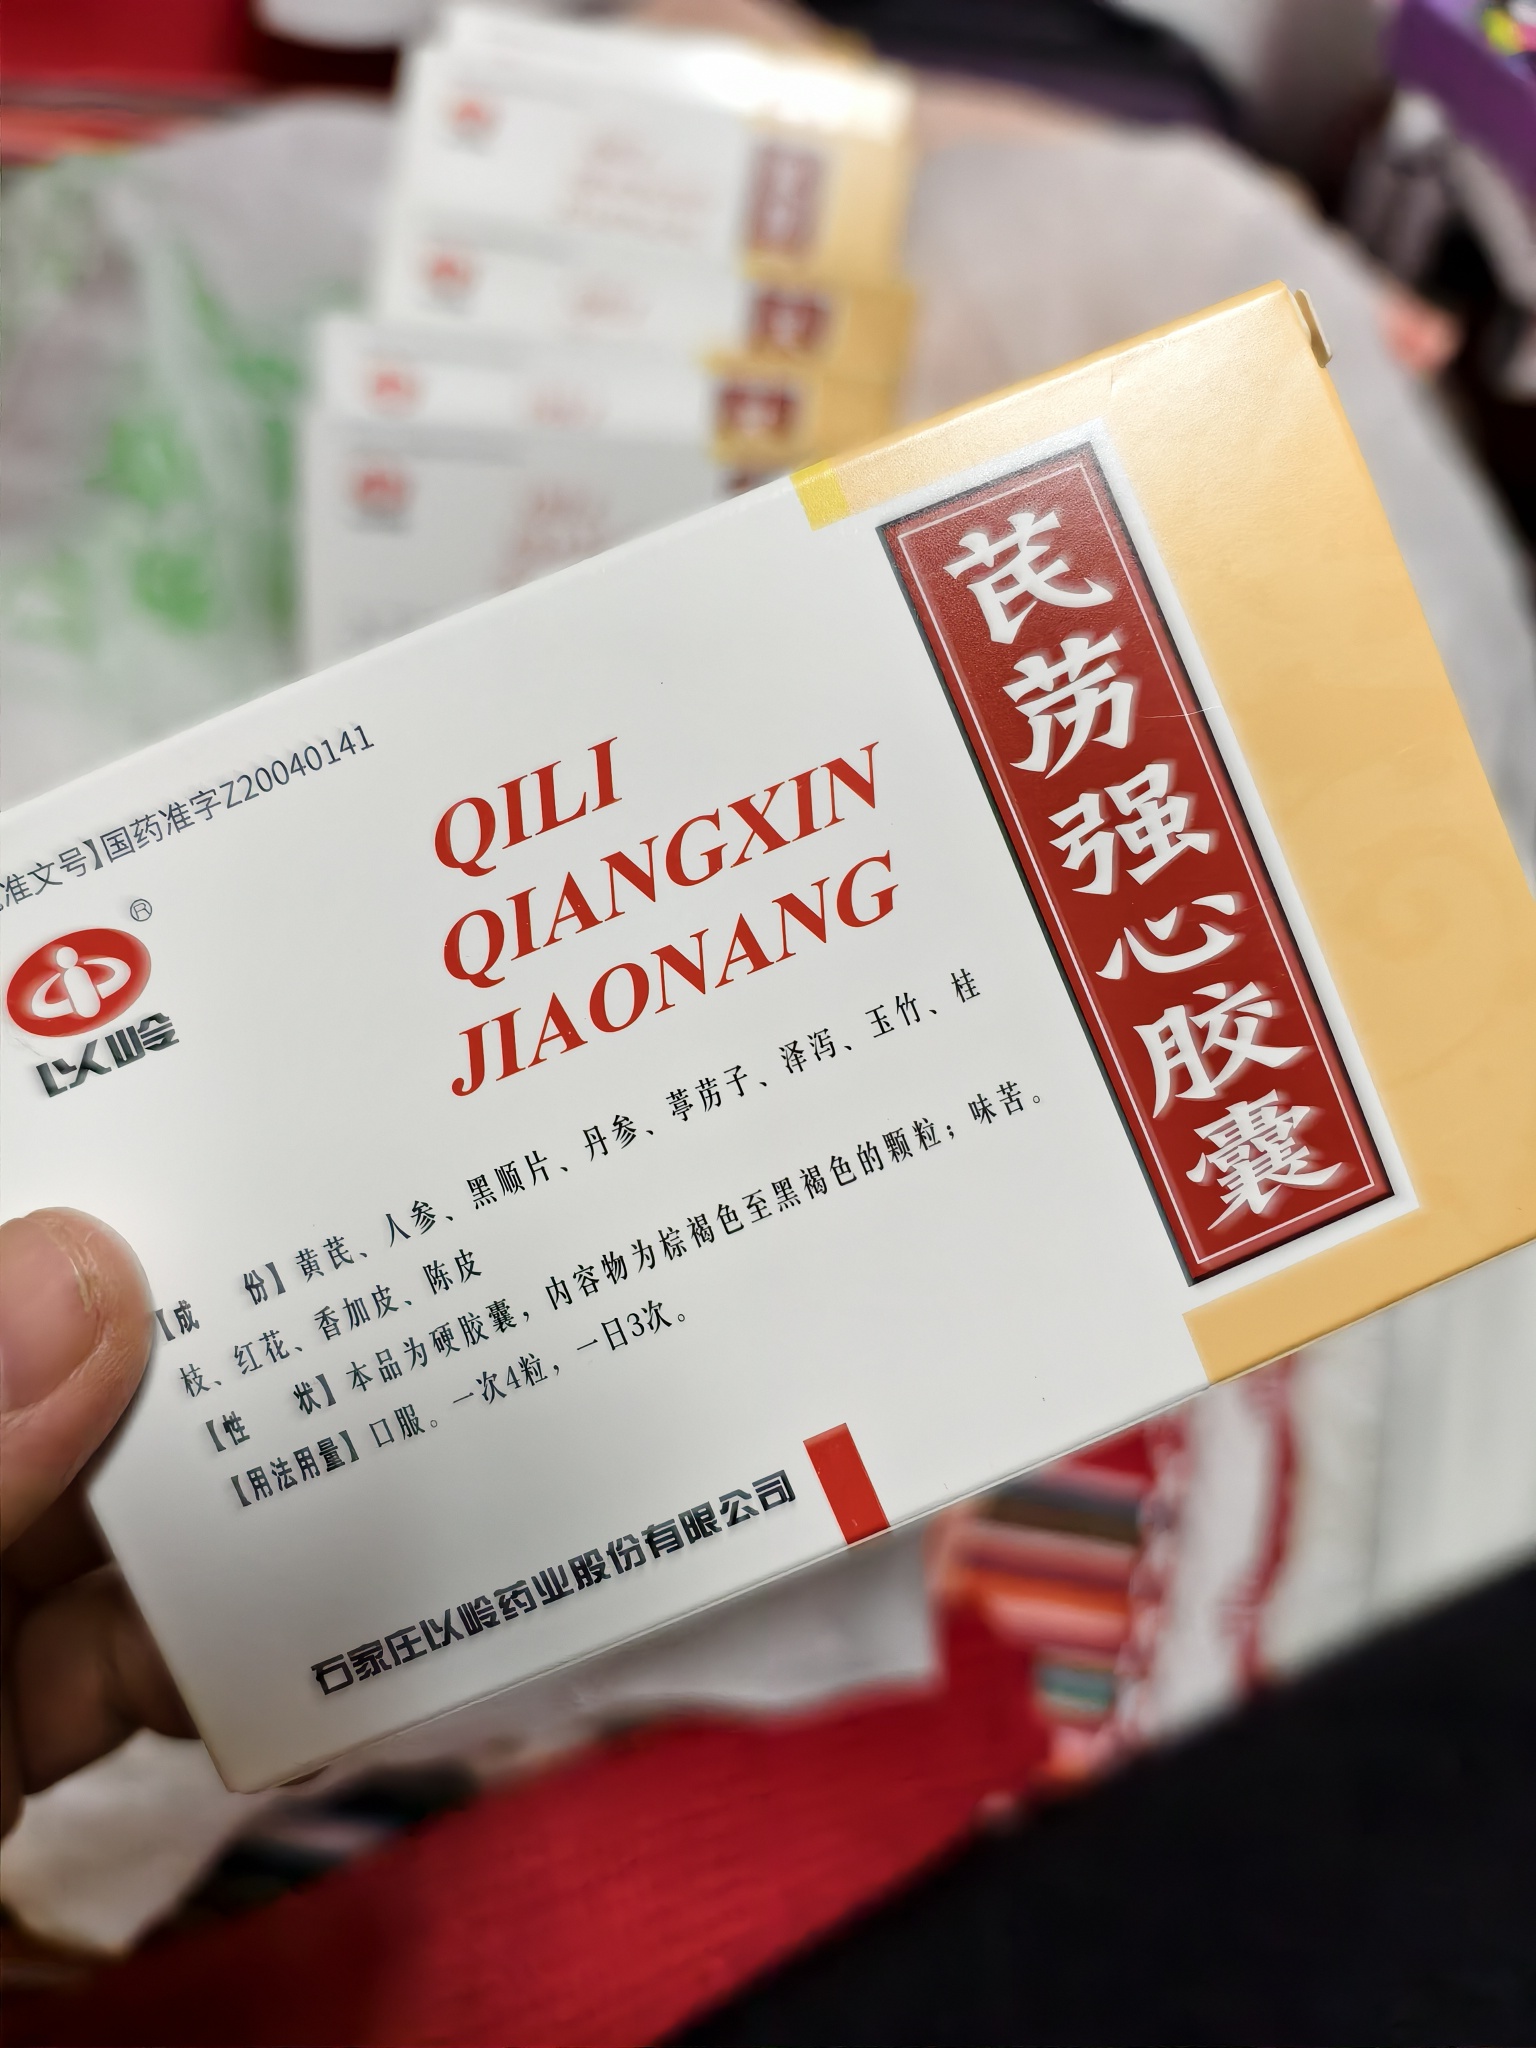 准文号】国药准字Z20040141
®
以岭
QILI
QIANGXIN
JIAONANG
芪苈强心胶囊
【成 份】黄芪、人参、黑顺片、丹参、葶苈子、泽泻、玉竹、桂
枝、红花、香加皮、陈皮
【性 状】本品为硬胶囊，内容物为棕褐色至黑褐色的颗粒；味苦。
【用法用量】口服。一次4粒，一日3次。
石家庄以岭药业股份有限公司